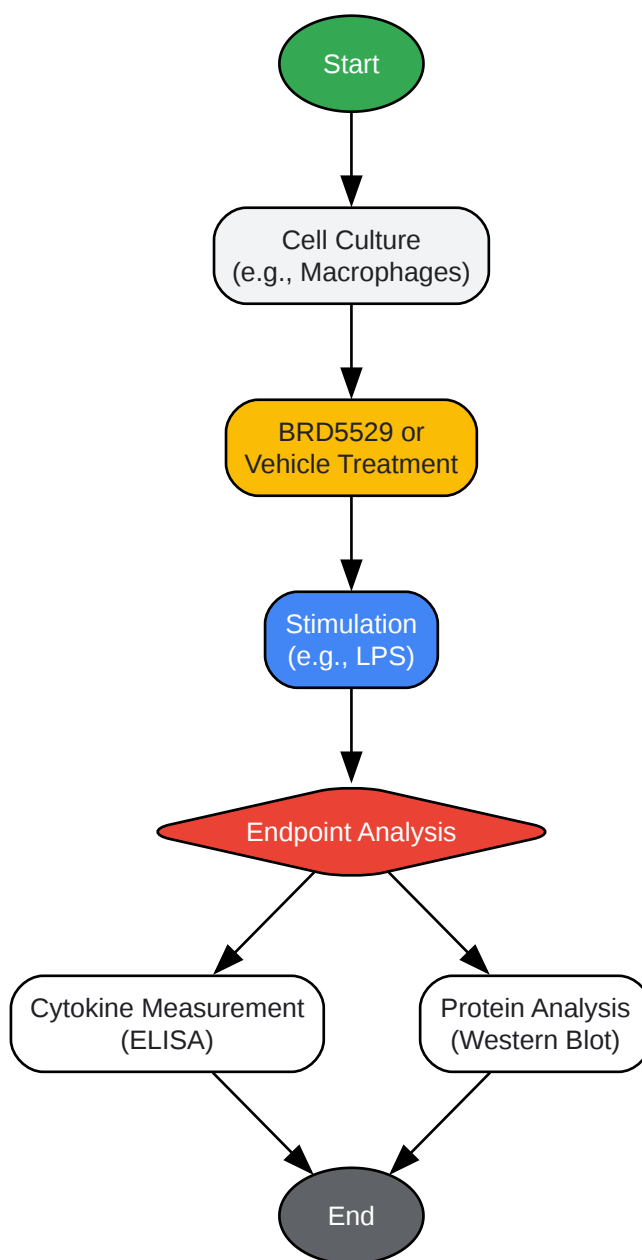 Start
Cell Culture
(e.g., Macrophages)
BRD5529 or
Vehicle Treatment
Stimulation
(e.g., LPS)
Endpoint Analysis
Cytokine Measurement
(ELISA)
Protein Analysis
(Western Blot)
End